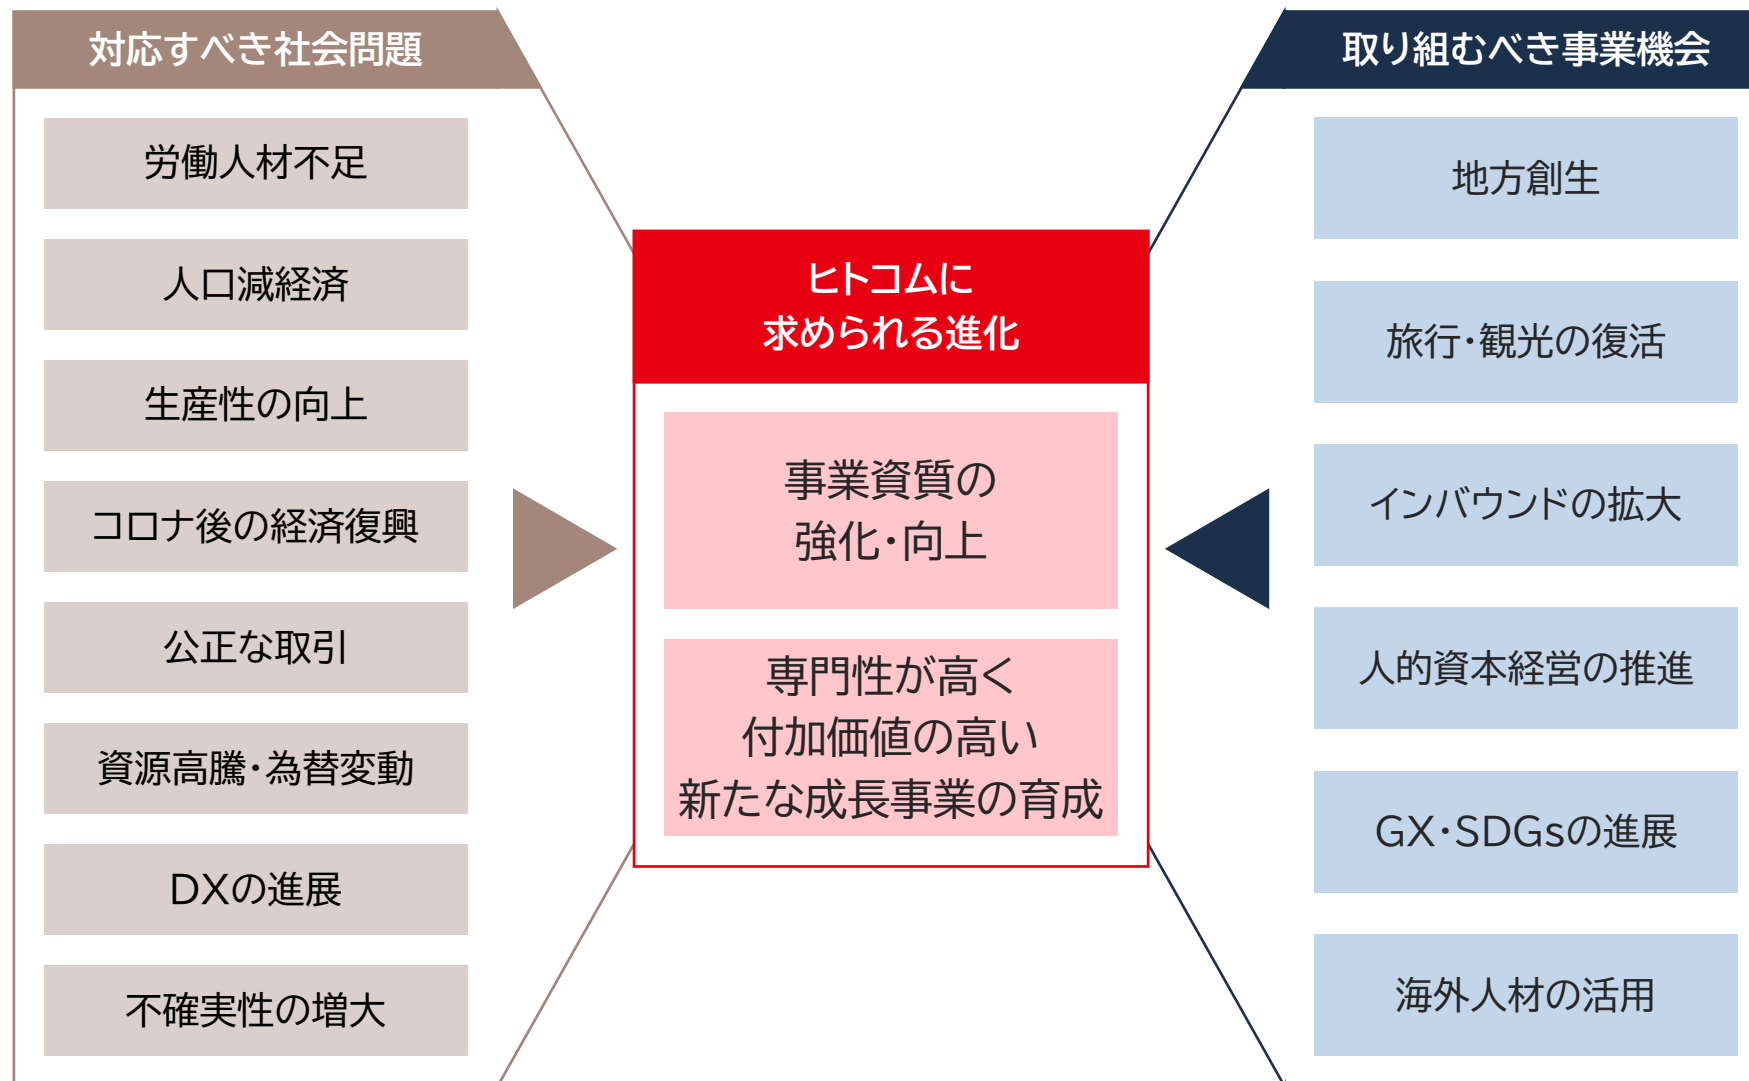 対応すべき社会問題
労働人材不足
人口減経済
生産性の向上
コロナ後の経済復興
公正な取引
資源高騰・為替変動
DXの進展
不確実性の増大
ヒトコムに
求められる進化
事業資質の
強化・向上
専門性が高く
付加価値の高い
新たな成長事業の育成
取り組むべき事業機会
地方創生
旅行・観光の復活
インバウンドの拡大
人的資本経営の推進
GX・SDGsの進展
海外人材の活用